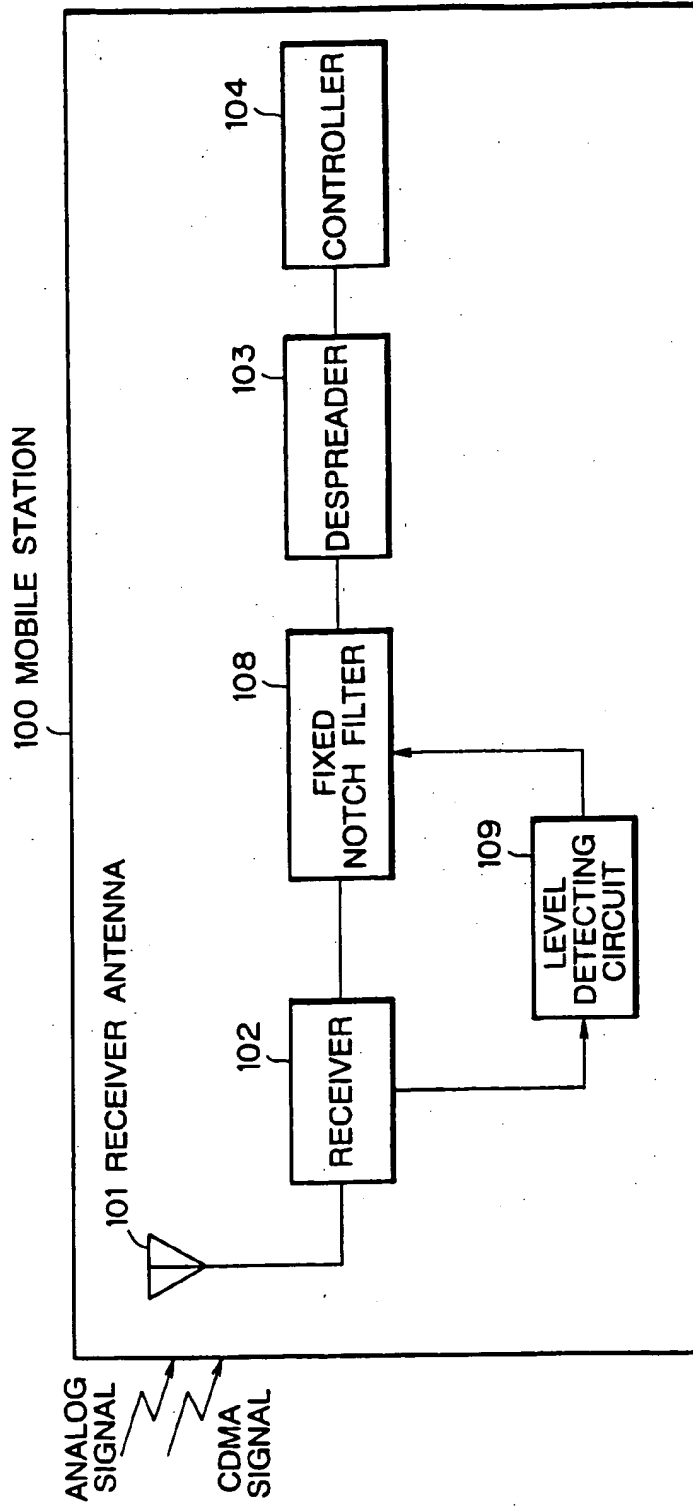 100 MOBILE STATION
ANALOG
SIGNAL
CDMA
SIGNAL
101 RECEIVER ANTENNA
102
RECEIVER
108
FIXED
NOTCH FILTER
103
DESPREADER
104
CONTROLLER
109
LEVEL
DETECTING
CIRCUIT